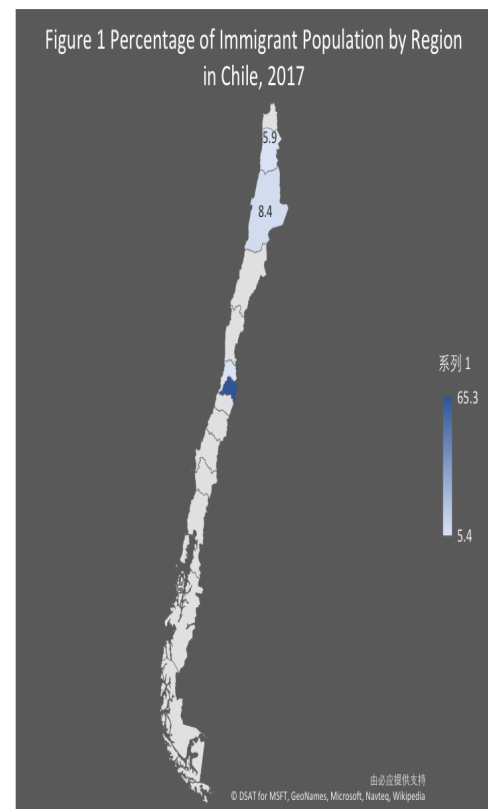 Figure 1 Percentage of Immigrant Population by Region
in Chile, 2017
5.9
8.4
系列 1
65.3
5.4
由必应提供支持
© DSAT for MSFT, GeoNames, Microsoft, Navteq, Wikipedia